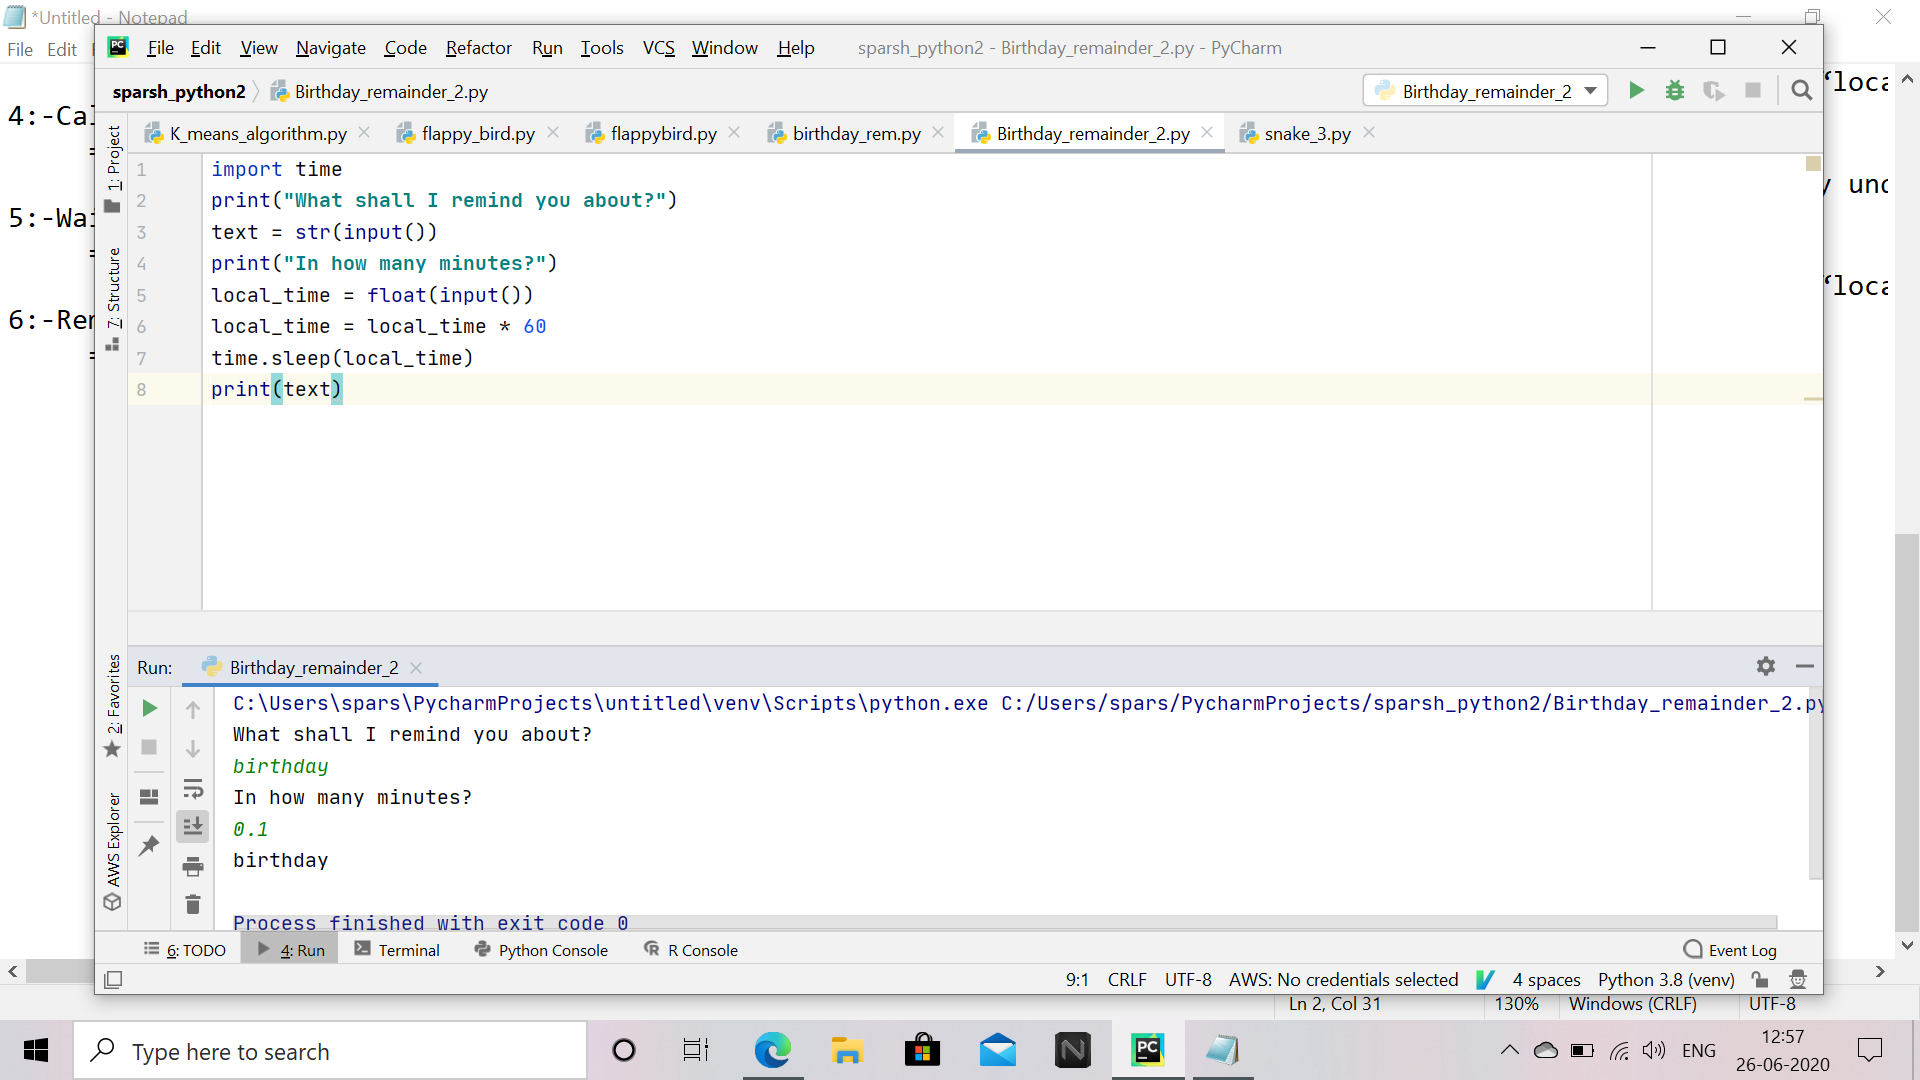 *Untitled - Notepad
File Edit
File Edit View Navigate Code Refactor Run Tools VCS Window Help sparsh_python2 - Birthday_remainder_2.py - PyCharm
sparsh_python2 Birthday_remainder_2.py Birthday_remainder_2
K_means_algorithm.py flappy_bird.py flappybird.py birthday_rem.py Birthday_remainder_2.py snake_3.py
4:-Cal
=
5:-Wai
=
6:-Rem
=
“loca
y und
“loca
1: Project
7: Structure
2: Favorites
AWS Explorer
1 import time
2 print("What shall I remind you about?")
3 text = str(input())
4 print("In how many minutes?")
5 local_time = float(input())
6 local_time = local_time * 60
7 time.sleep(local_time)
8 print(text)
Run: Birthday_remainder_2
C:\Users\spars\PycharmProjects\untitled\venv\Scripts\python.exe C:/Users/spars/PycharmProjects/sparsh_python2/Birthday_remainder_2.py
What shall I remind you about?
birthday
In how many minutes?
0.1
birthday
Process finished with exit code 0
6: TODO 4: Run Terminal Python Console R Console Event Log
9:1 CRLF UTF-8 AWS: No credentials selected 4 spaces Python 3.8 (venv)
Ln 2, Col 31 130% Windows (CRLF) UTF-8
Type here to search ENG 12:57
26-06-2020